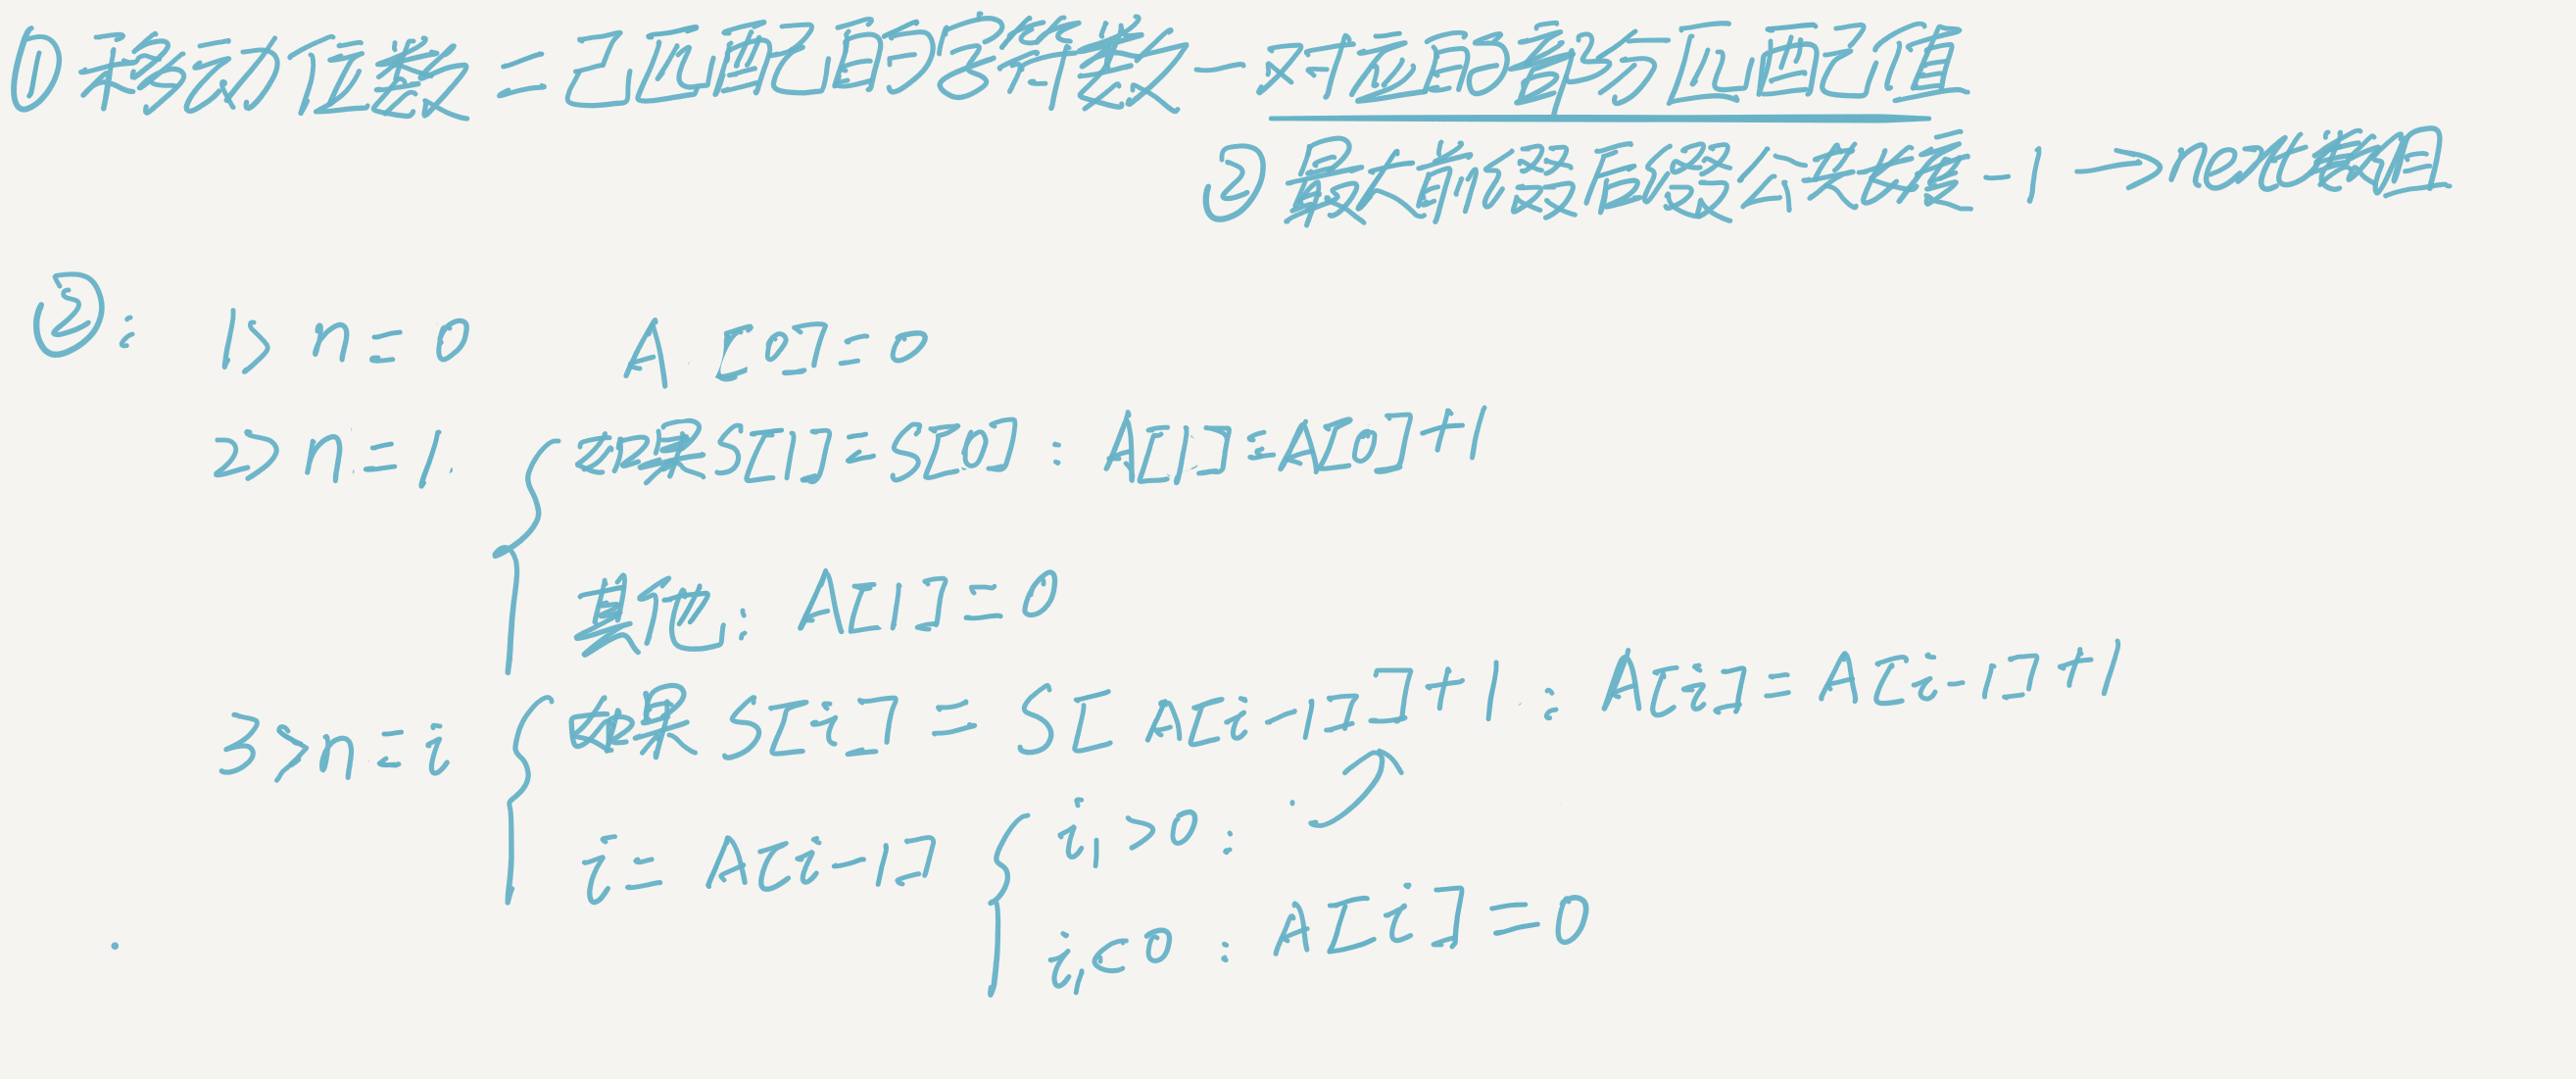 ① 移动位数 = 已匹配的字符数 - 对应的部分匹配值
② 最大前缀后缀公共长度 - 1 → next数组
②: 1> n = 0 A[0] = 0
2> n = 1. 如果 S[1] = S[0] : A[1] = A[0] + 1
其他: A[1] = 0
3> n = i 如果 S[i] = S[A[i-1]] + 1 : A[i] = A[i-1] + 1
i = A[i-1] i₁ > 0 :
i₁ < 0 : A[i] = 0